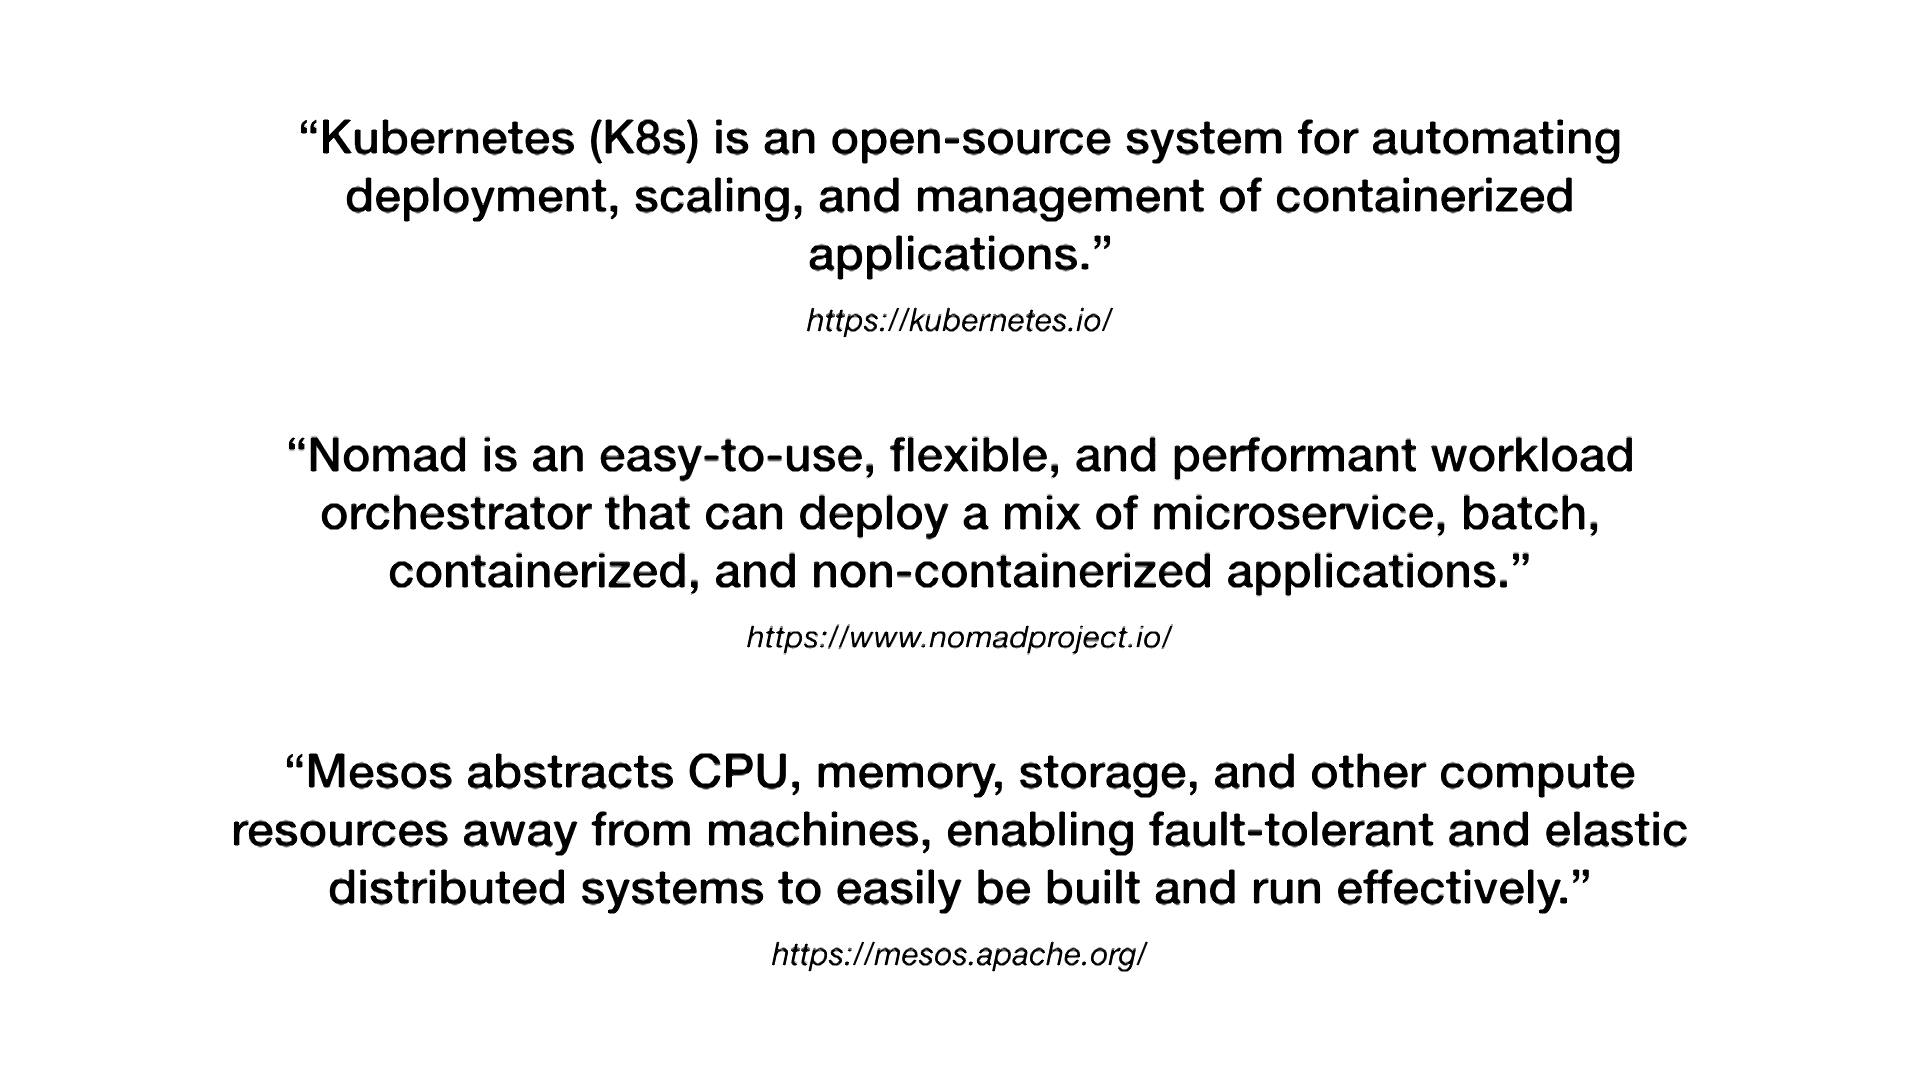 “Kubernetes (K8s) is an open-source system for automating
deployment, scaling, and management of containerized
applications.”
https://kubernetes.io/
“Nomad is an easy-to-use, flexible, and performant workload
orchestrator that can deploy a mix of microservice, batch,
containerized, and non-containerized applications.”
https://www.nomadproject.io/
“Mesos abstracts CPU, memory, storage, and other compute
resources away from machines, enabling fault-tolerant and elastic
distributed systems to easily be built and run effectively.”
https://mesos.apache.org/